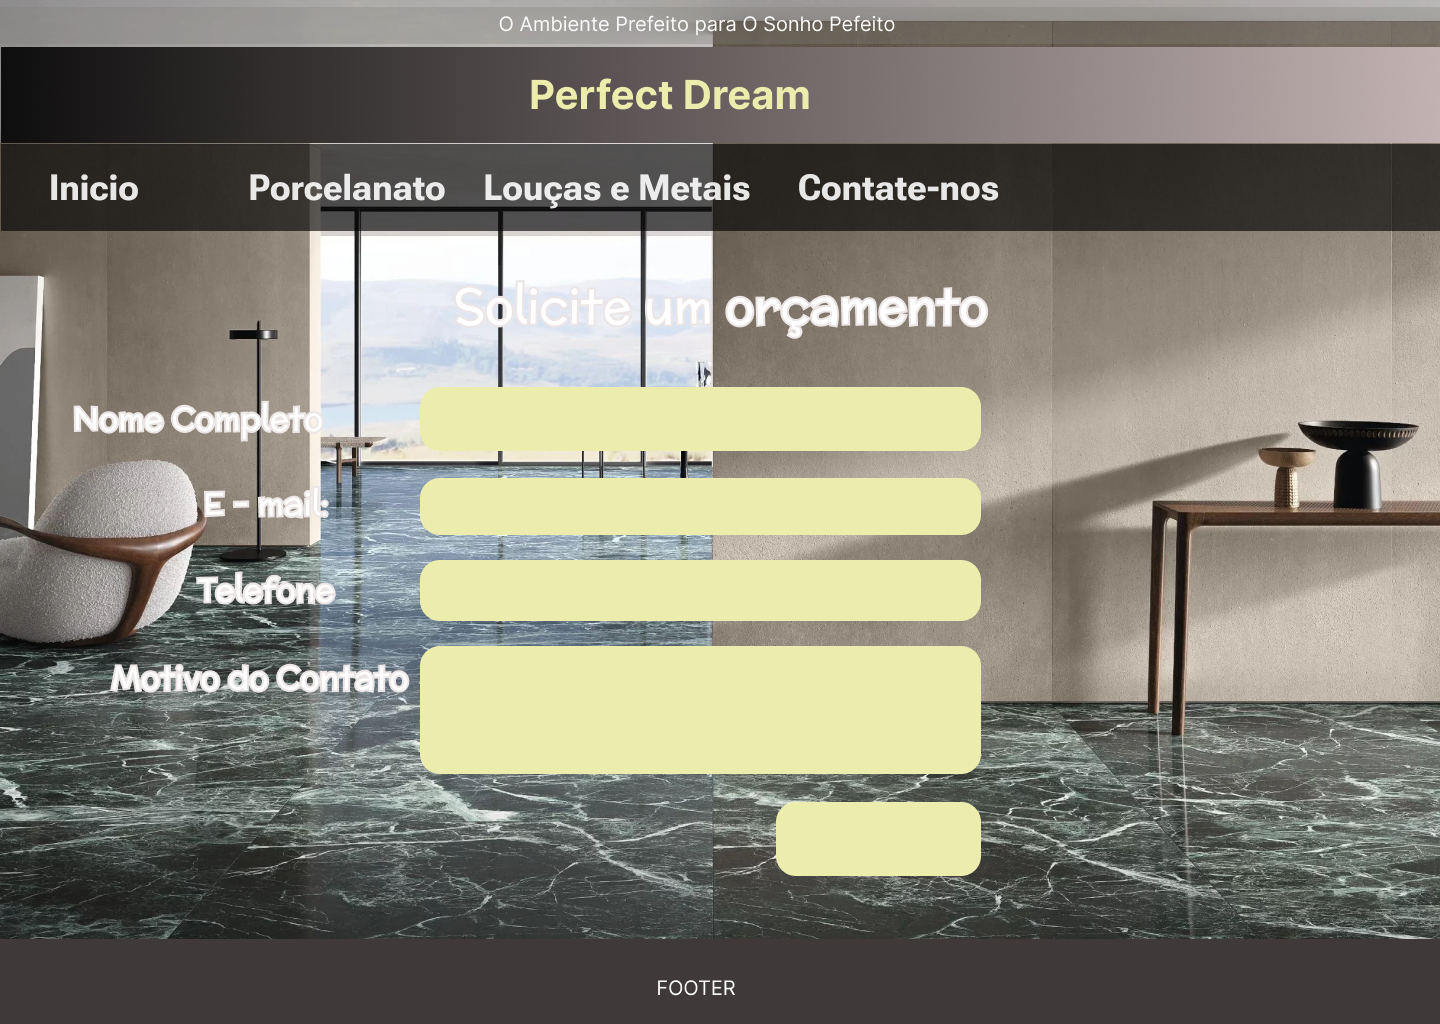 O Ambiente Prefeito para O Sonho Pefeito
Perfect Dream
Inicio Porcelanato Louças e Metais Contate-nos
Solicite um orçamento
Nome Completo
E - mail:
Telefone
Motivo do Contato
FOOTER